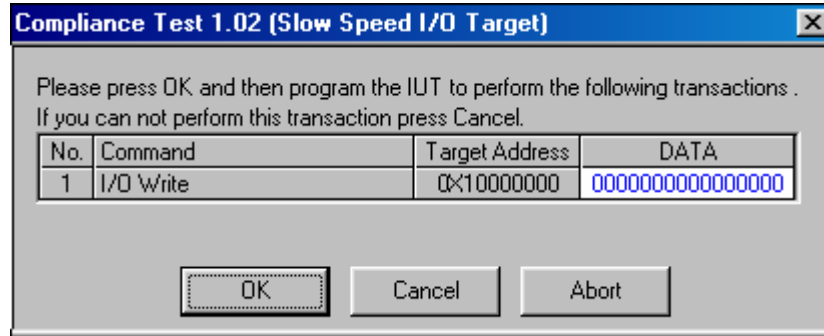 Compliance Test 1.02 (Slow Speed I/O Target)
Please press OK and then program the IUT to perform the following transactions .
If you can not perform this transaction press Cancel.
No. Command Target Address DATA
1 I/O Write 0X10000000 0000000000000000
OK Cancel Abort